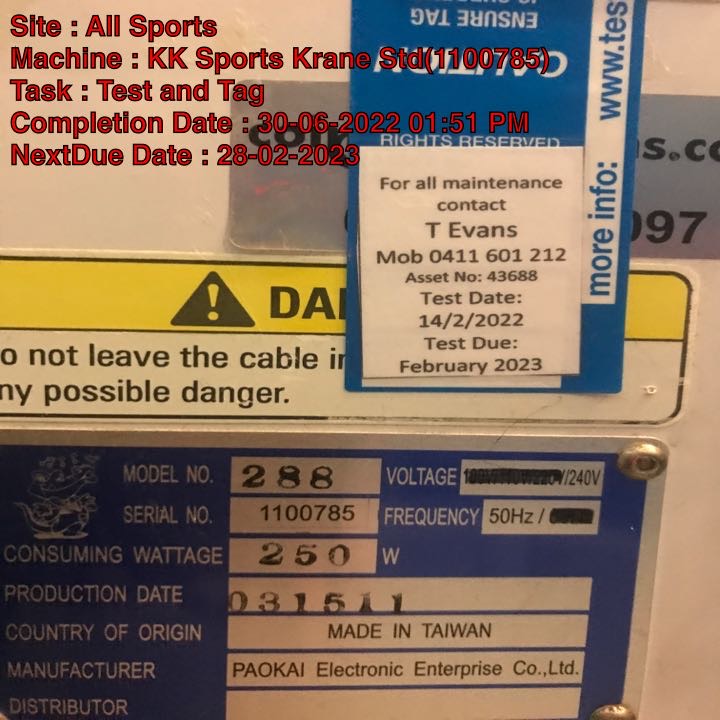 Site : All Sports
Machine : KK Sports Krane Std(1100785)
Task : Test and Tag
Completion Date : 30-06-2022 01:51 PM
NextDue Date : 28-02-2023
ENSURE TAG
CAUTION
RIGHTS RESERVED
more info: www.tes
s.co
097
For all maintenance
contact
T Evans
Mob 0411 601 212
Asset No: 43688
Test Date:
14/2/2022
Test Due:
February 2023
DA
o not leave the cable i
ny possible danger.
MODEL NO. 288 VOLTAGE /240V
SERIAL NO. 1100785 FREQUENCY 50Hz /
CONSUMING WATTAGE 250 W
PRODUCTION DATE 031511
COUNTRY OF ORIGIN MADE IN TAIWAN
MANUFACTURER PAOKAI Electronic Enterprise Co.,Ltd.
DISTRIBUTOR